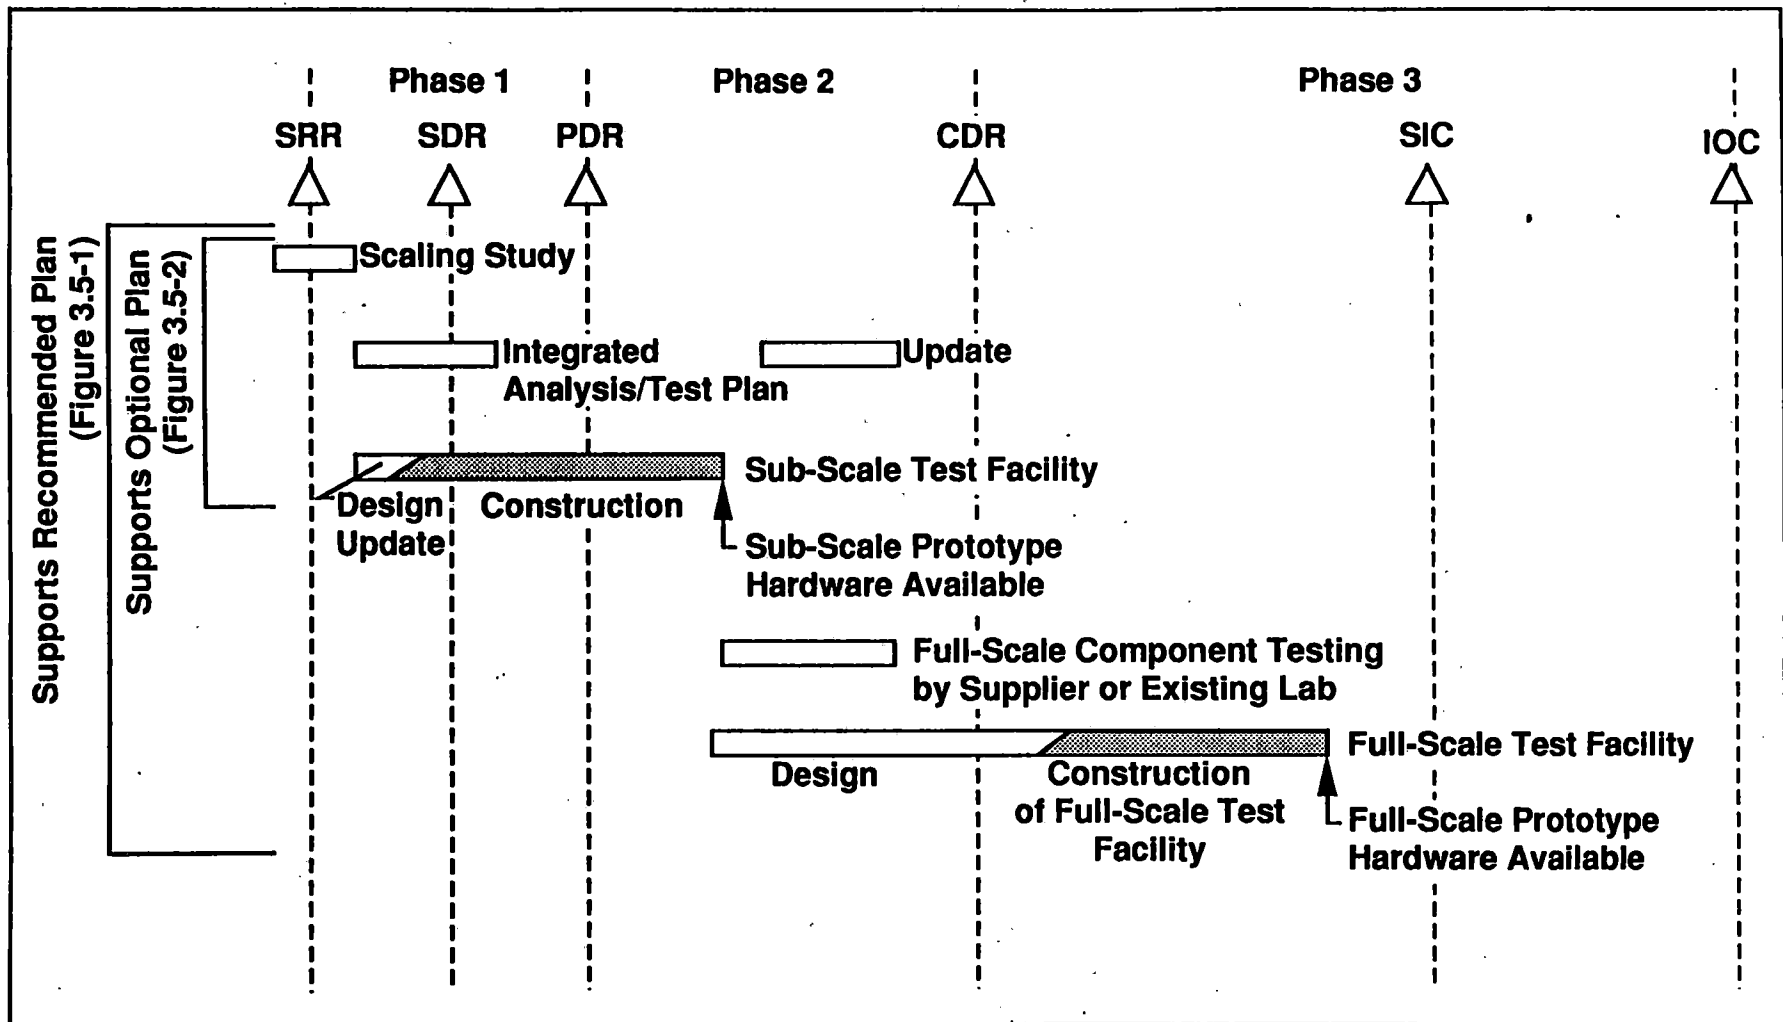 Phase 1
Phase 2
Phase 3
SRR
SDR
PDR
CDR
SIC
IOC
Supports Recommended Plan
(Figure 3.5-1)
Supports Optional Plan
(Figure 3.5-2)
Scaling Study
Integrated
Analysis/Test Plan
Update
Sub-Scale Test Facility
Design
Update
Construction
Sub-Scale Prototype
Hardware Available
Full-Scale Component Testing
by Supplier or Existing Lab
Full-Scale Test Facility
Design
Construction
of Full-Scale Test
Facility
Full-Scale Prototype
Hardware Available